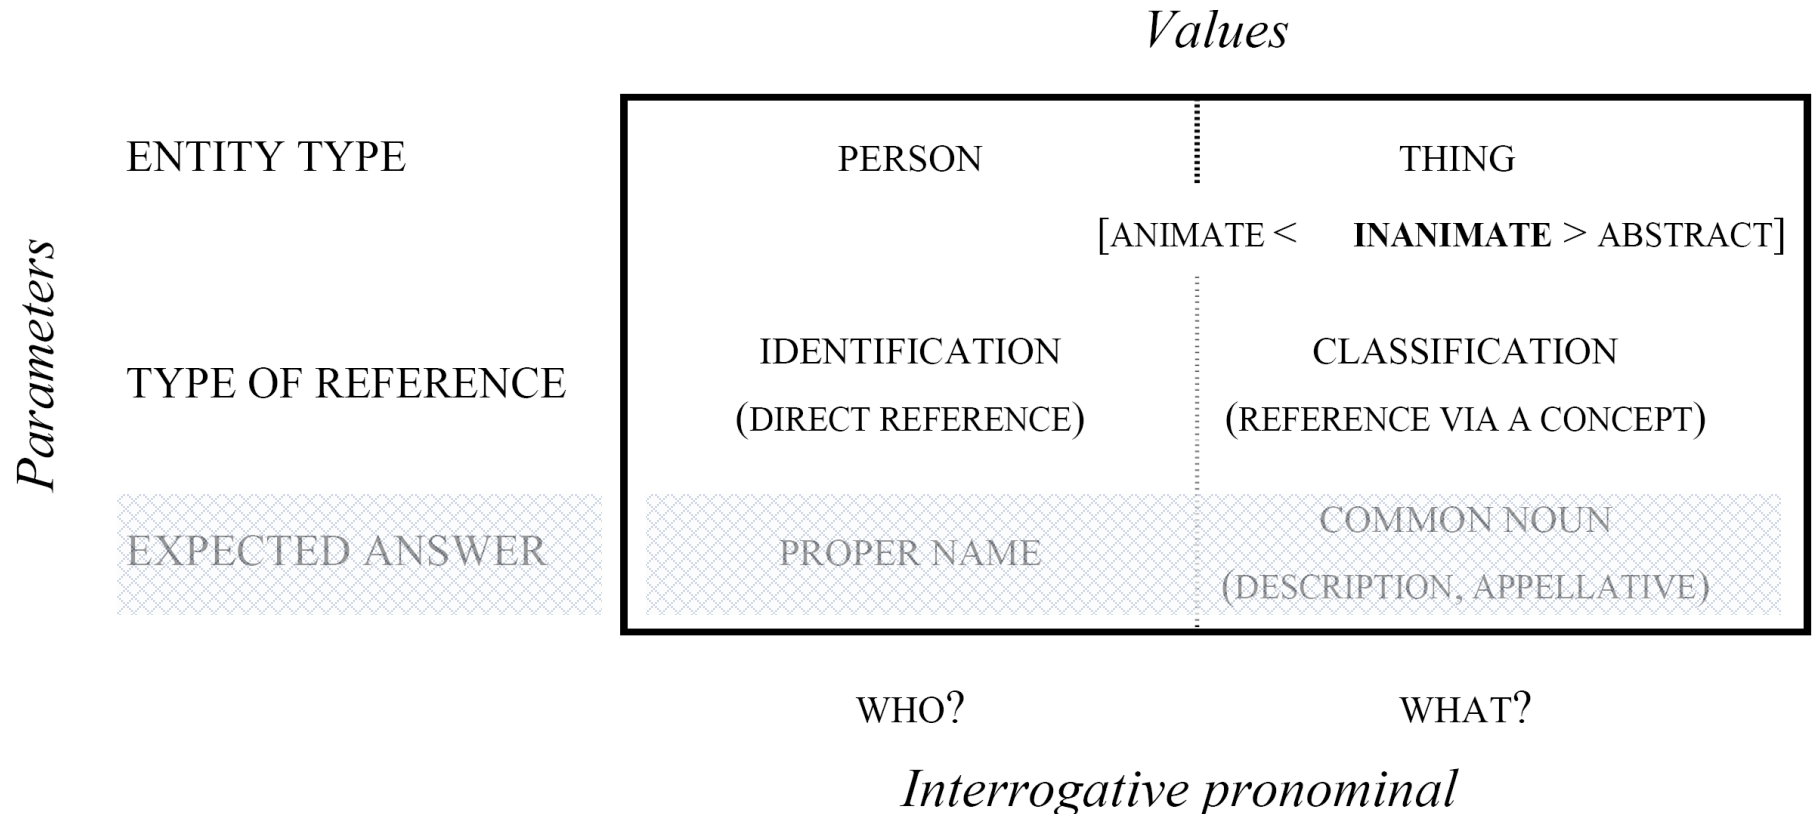 Values
ENTITY TYPE PERSON THING
[ANIMATE < INANIMATE > ABSTRACT]
Parameters
IDENTIFICATION CLASSIFICATION
TYPE OF REFERENCE
(DIRECT REFERENCE) (REFERENCE VIA A CONCEPT)
COMMON NOUN
EXPECTED ANSWER PROPER NAME
(DESCRIPTION, APPELLATIVE)
WHO? WHAT?
Interrogative pronominal